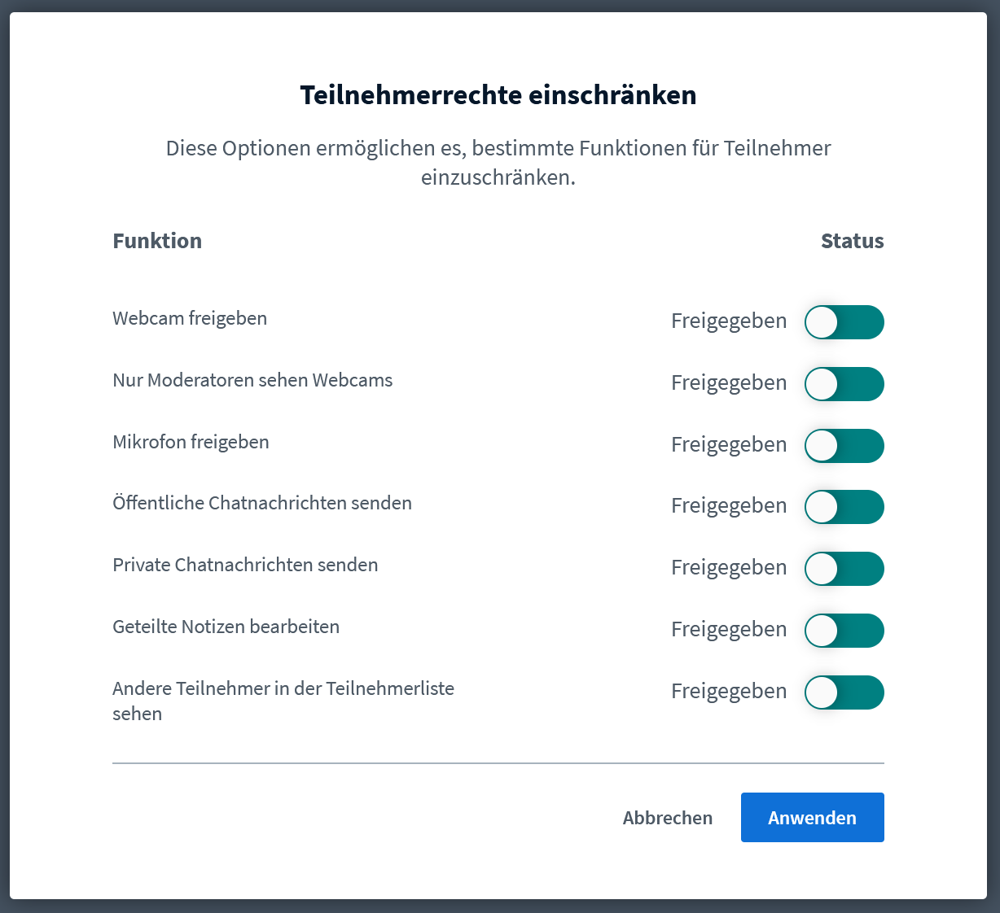 Teilnehmerrechte einschränken
Diese Optionen ermöglichen es, bestimmte Funktionen für Teilnehmer
einzuschränken.
Funktion Status
Webcam freigeben Freigegeben
Nur Moderatoren sehen Webcams Freigegeben
Mikrofon freigeben Freigegeben
Öffentliche Chatnachrichten senden Freigegeben
Private Chatnachrichten senden Freigegeben
Geteilte Notizen bearbeiten Freigegeben
Andere Teilnehmer in der Teilnehmerliste Freigegeben
sehen
Abbrechen Anwenden